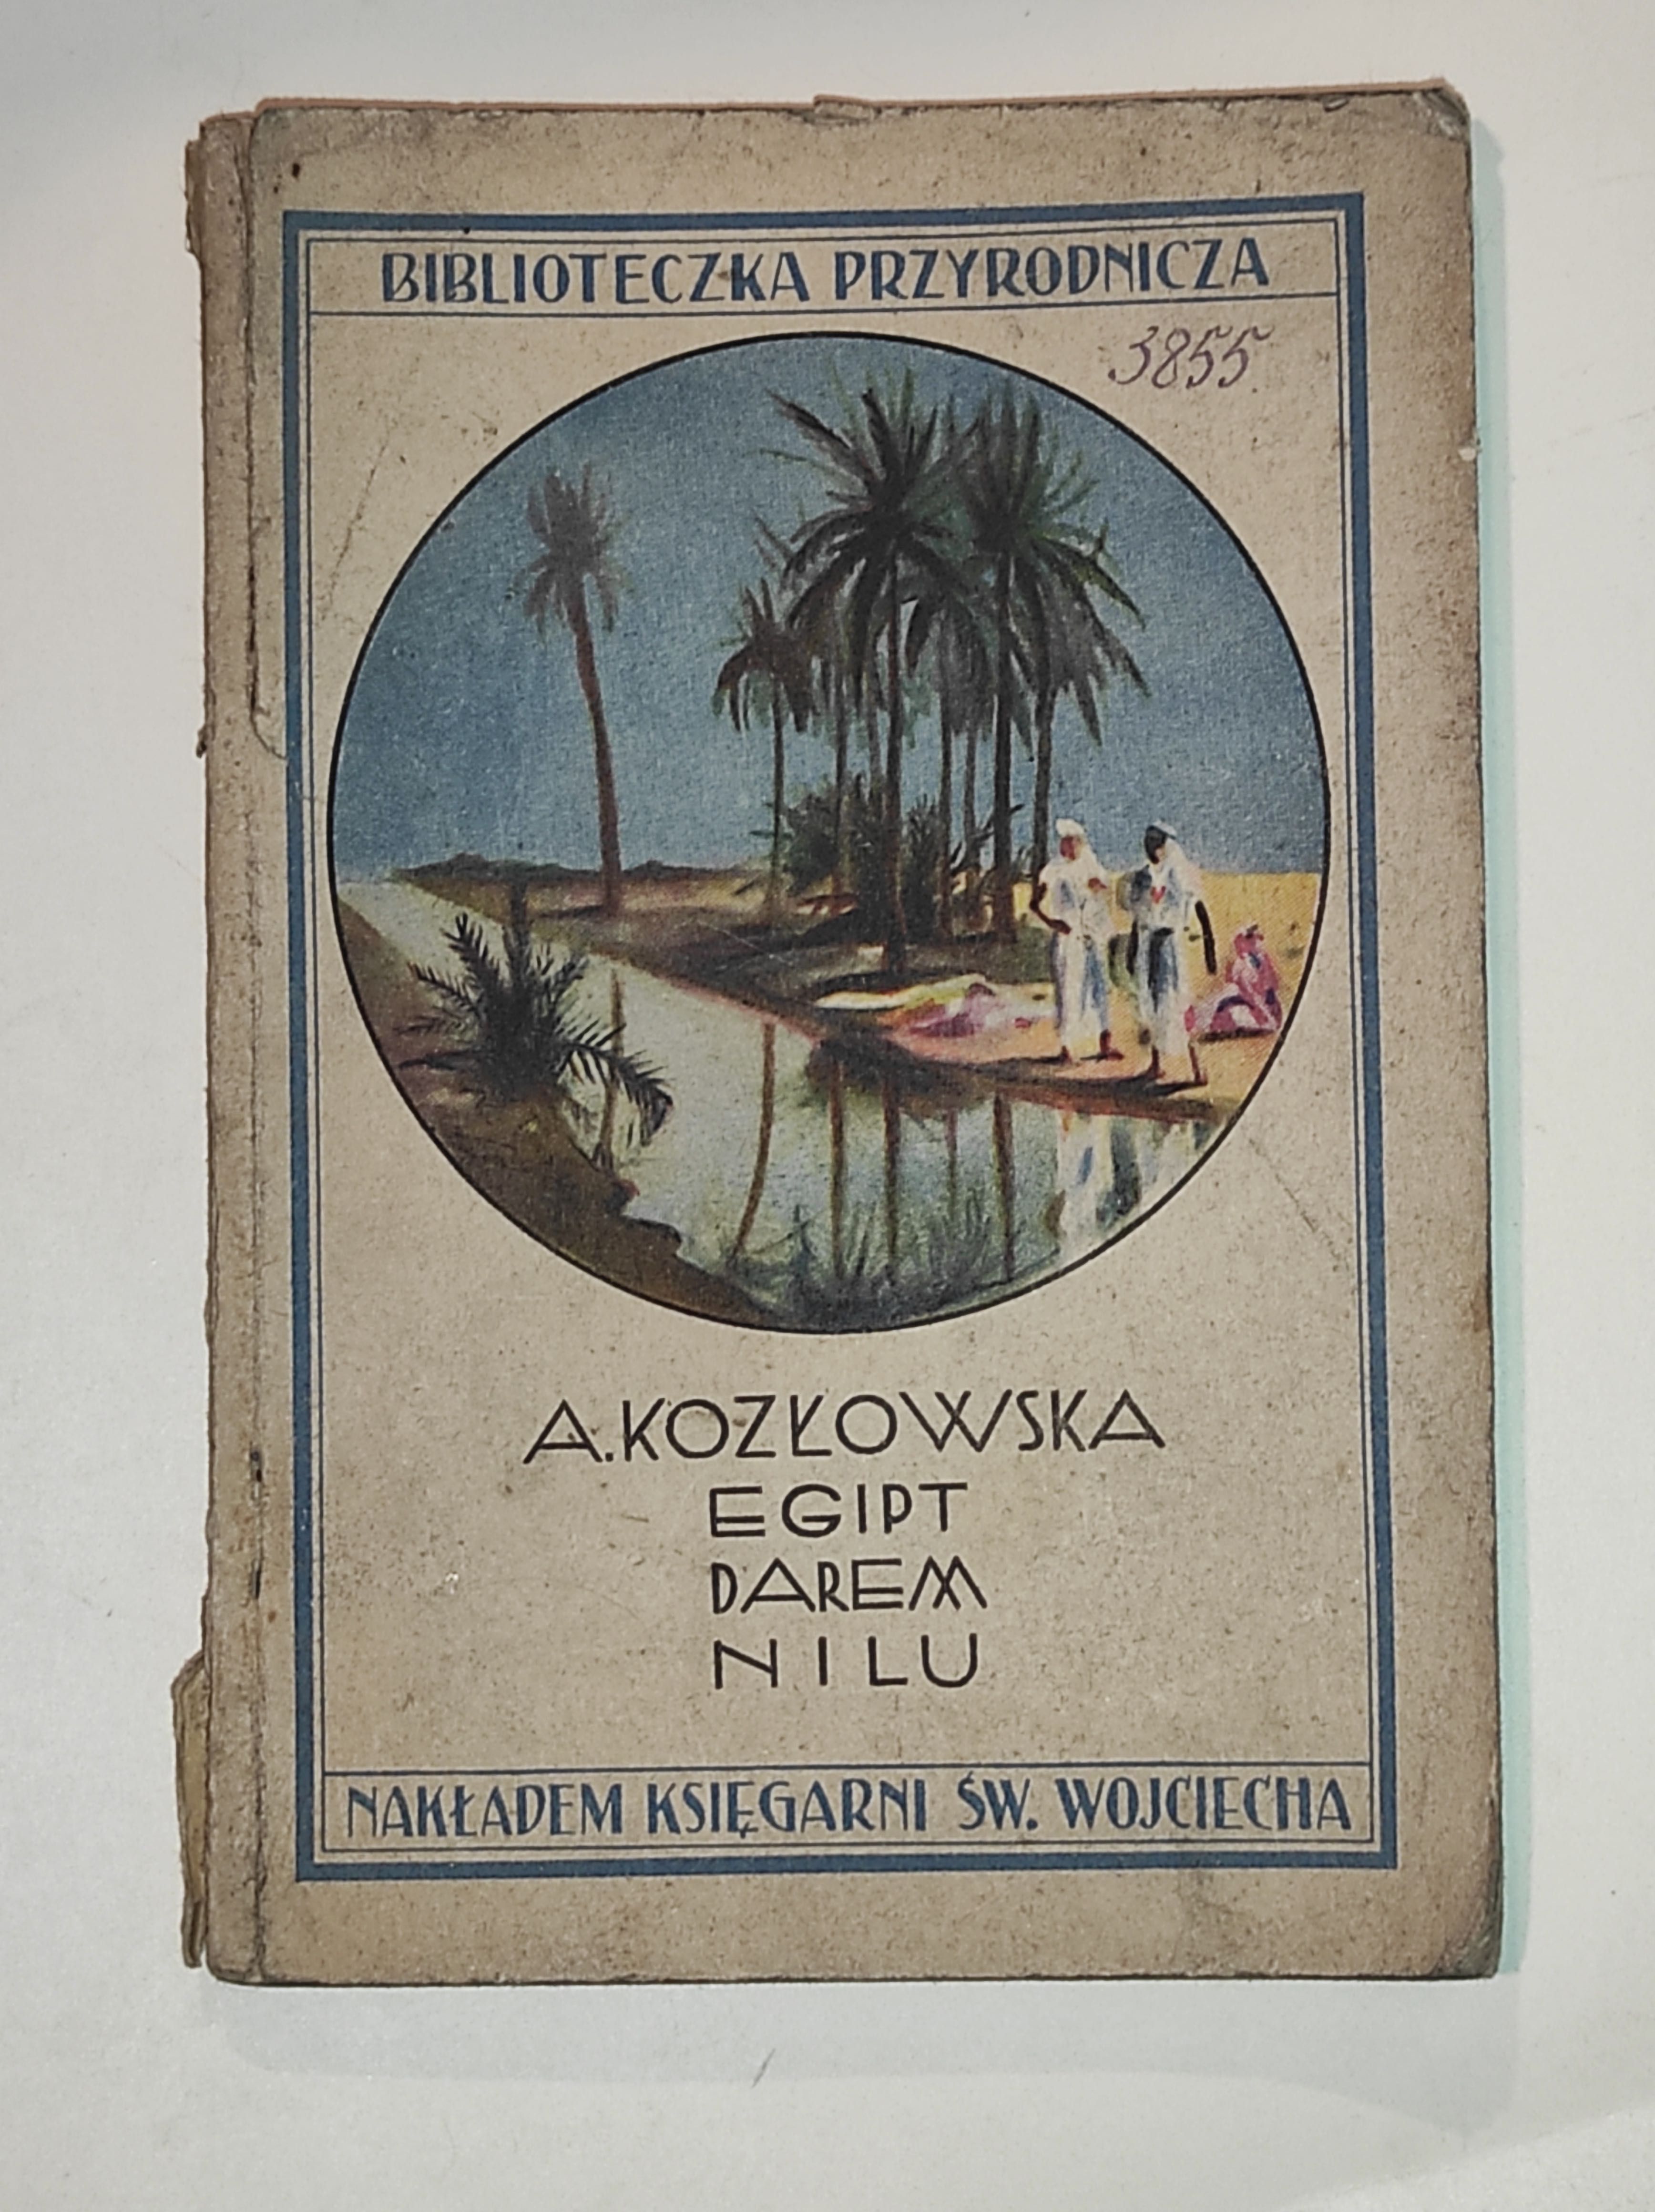 BIBLIOTECZKA PRZYRODNICZA
3855
A. KOZŁOWSKA
EGIPT
DAREM
NILU
NAKŁADEM KSIĘGARNI ŚW. WOJCIECHA